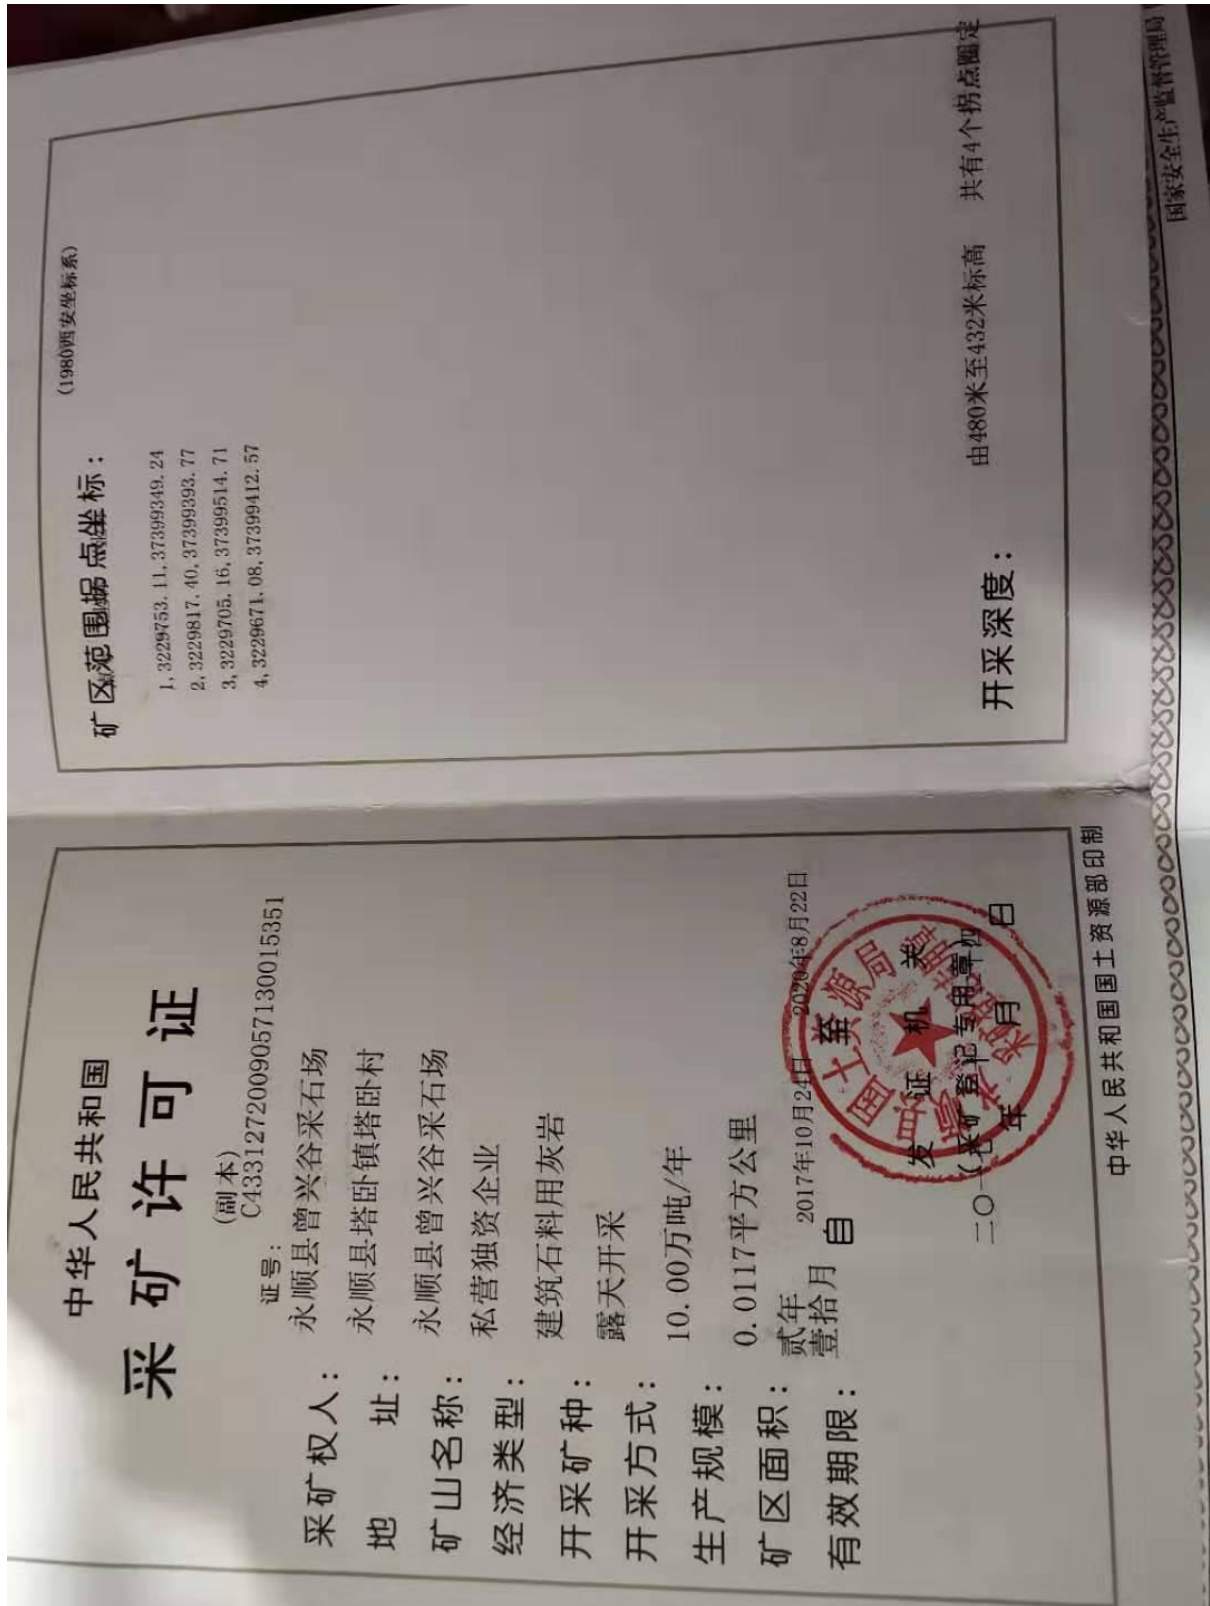 中华人民共和国
采矿许可证
(副本)
证号: C4331272009057130015351
采矿权人: 永顺县曾兴谷采石场
地 址: 永顺县塔卧镇塔卧村
矿山名称: 永顺县曾兴谷采石场
经济类型: 私营独资企业
开采矿种: 建筑石料用灰岩
开采方式: 露天开采
生产规模: 10.00万吨/年
矿区面积: 0.0117平方公里
有效期限: 贰年壹拾月 自 2017年10月24日 至 2020年8月22日
国土资源局
发 证 机 关
(采矿登记专用章)
年 月 日
中华人民共和国国土资源部印制
矿区范围拐点坐标:
(1980西安坐标系)
1,3229753.11,37399349.24
2,3229817.40,37399393.77
3,3229705.16,37399514.71
4,3229671.08,37399412.57
开采深度: 由480米至432米标高 共有4个拐点圈定
国家安全生产监督管理局